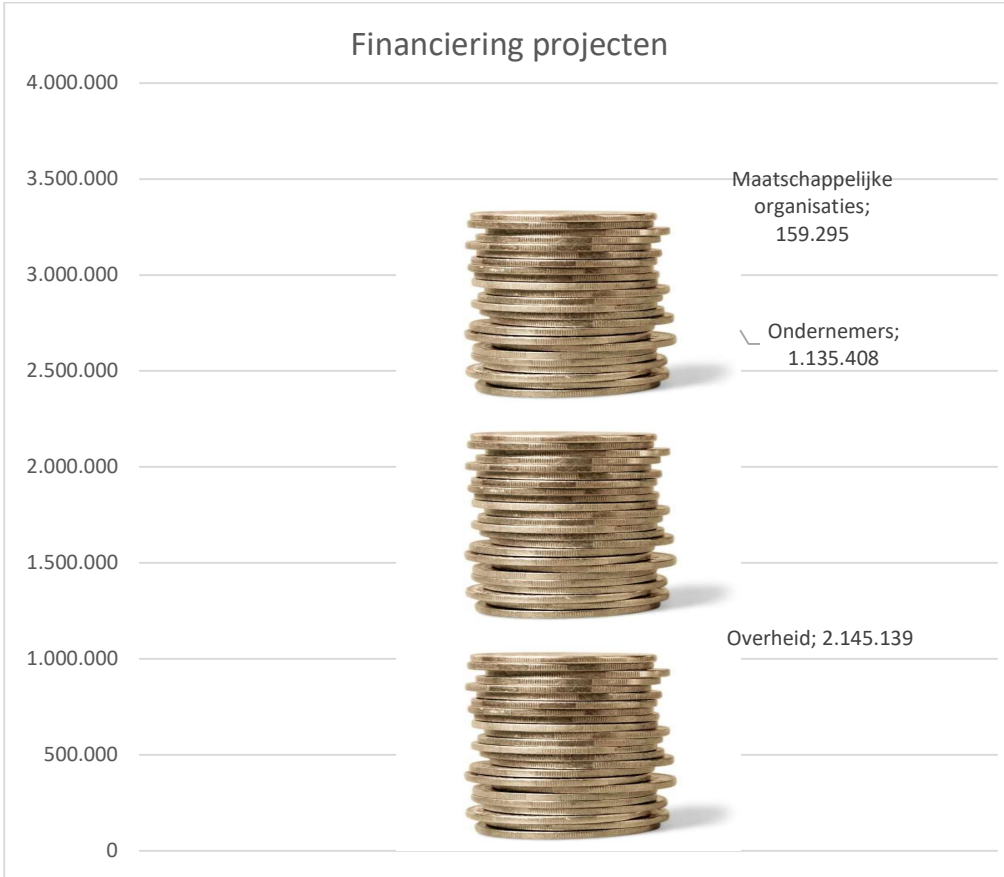 Financiering projecten
4.000.000
3.500.000
3.000.000
2.500.000
2.000.000
1.500.000
1.000.000
500.000
0
Maatschappelijke
organisaties;
159.295
Ondernemers;
1.135.408
Overheid; 2.145.139